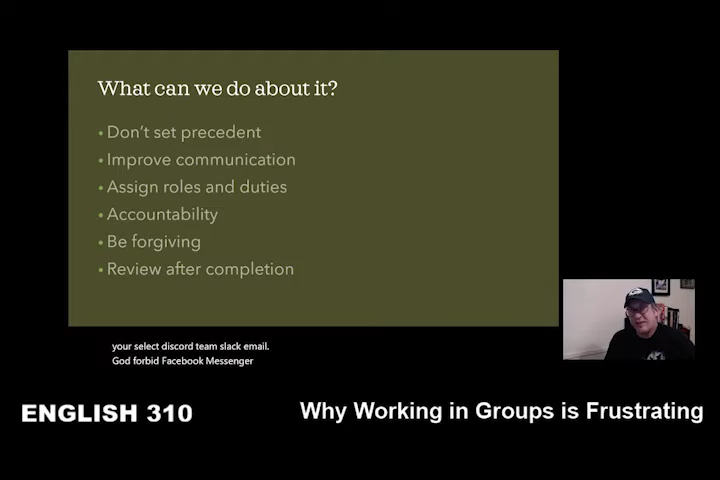 What can we do about it?
• Don't set precedent
• Improve communication
• Assign roles and duties
• Accountability
• Be forgiving
• Review after completion
your select discord team slack email.
God forbid Facebook Messenger
ENGLISH 310
Why Working in Groups is Frustrating